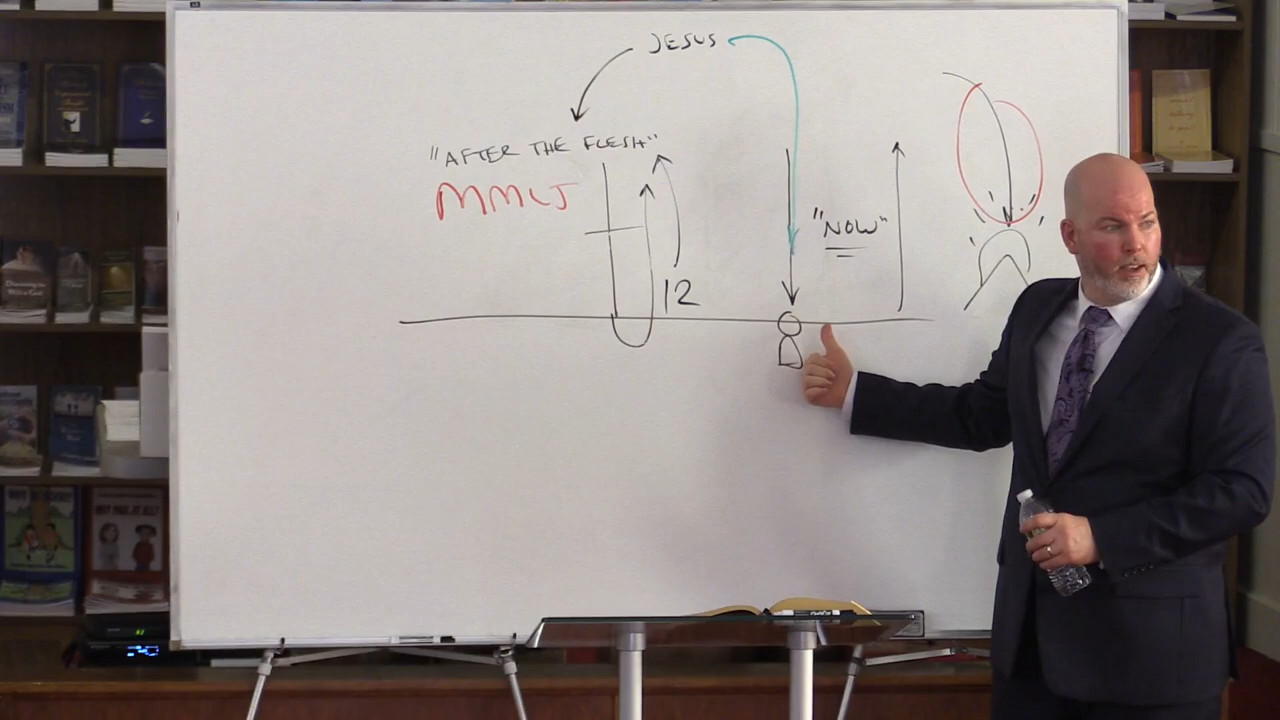 JESUS
"AFTER THE FLESH"
MMLJ
"NOW"
12